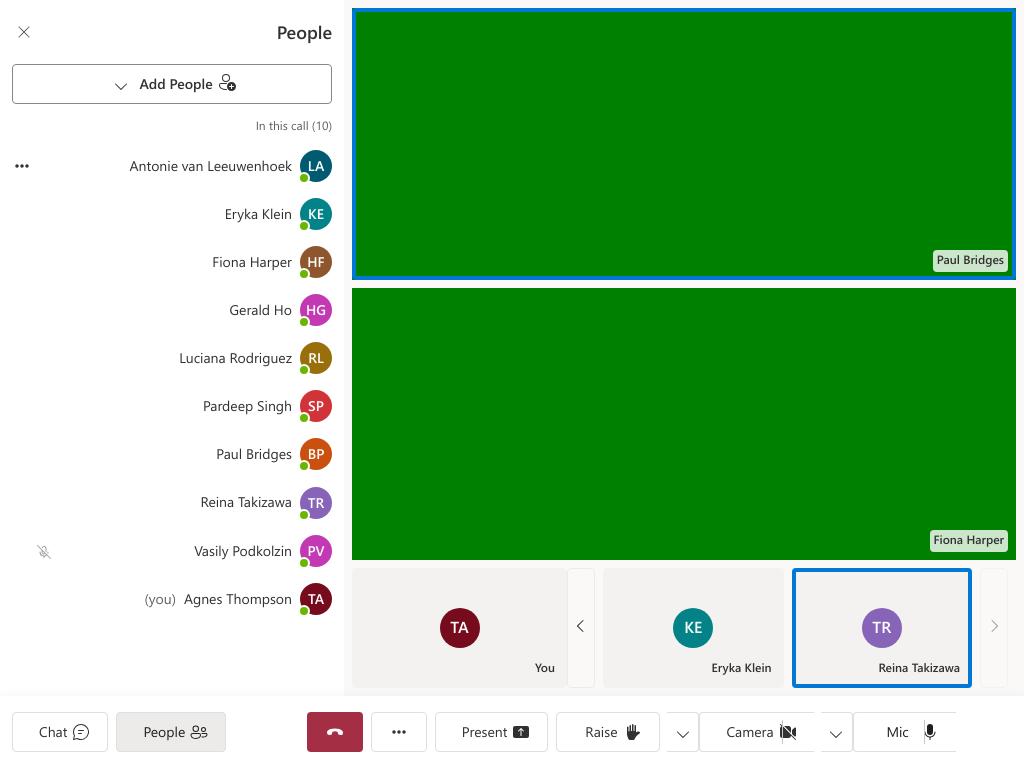 People
Add People
In this call (10)
Antonie van Leeuwenhoek
LA
Eryka Klein
KE
Fiona Harper
HF
Gerald Ho
HG
Luciana Rodriguez
RL
Pardeep Singh
SP
Paul Bridges
BP
Reina Takizawa
TR
Vasily Podkolzin
PV
(you) Agnes Thompson
TA
Paul Bridges
Fiona Harper
TA
You
KE
Eryka Klein
TR
Reina Takizawa
Chat
People
Present
Raise
Camera
Mic